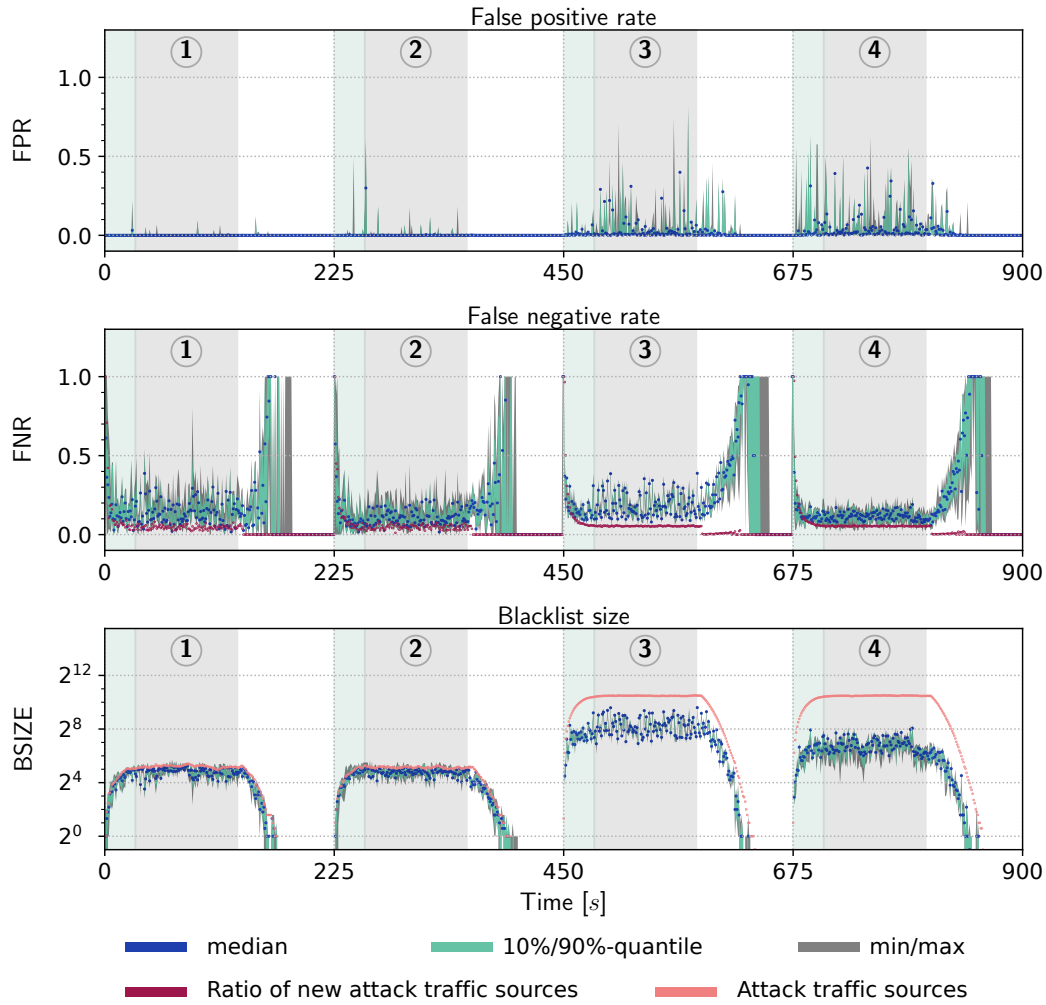 False positive rate
1 2 3 4
FPR
1.0
0.5
0.0
0 225 450 675 900
False negative rate
1 2 3 4
FNR
1.0
0.5
0.0
0 225 450 675 900
Blacklist size
1 2 3 4
BSIZE
2^12
2^8
2^4
2^0
0 225 450 675 900
Time [s]
median 10%/90%-quantile min/max
Ratio of new attack traffic sources Attack traffic sources